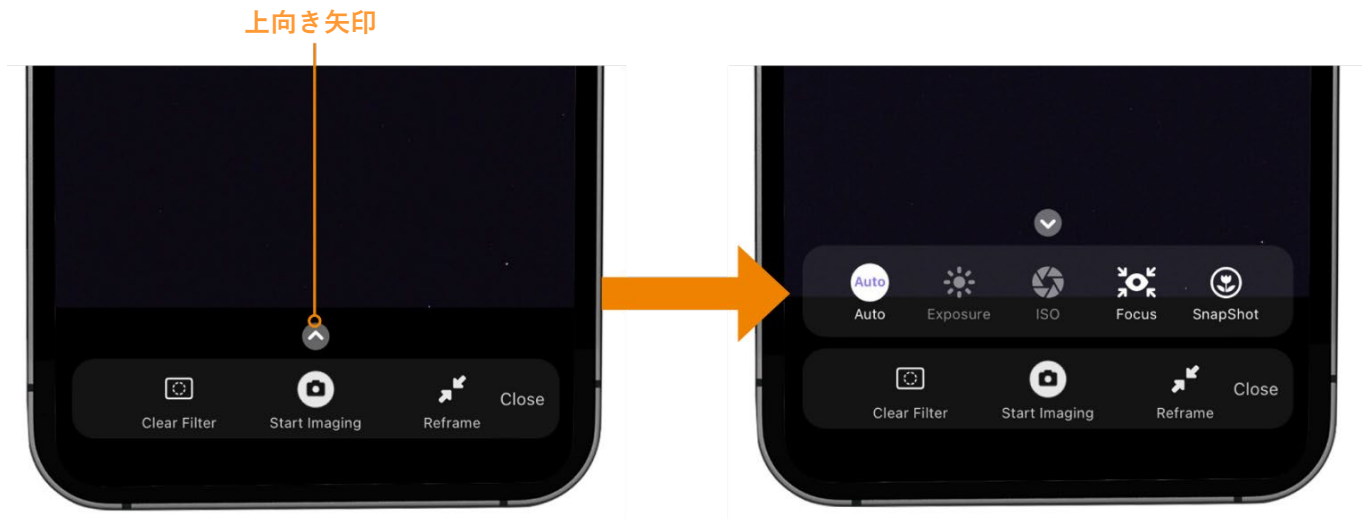 上向き矢印
Clear Filter
Start Imaging
Reframe
Close
Auto
Auto
Exposure
ISO
Focus
SnapShot
Clear Filter
Start Imaging
Reframe
Close